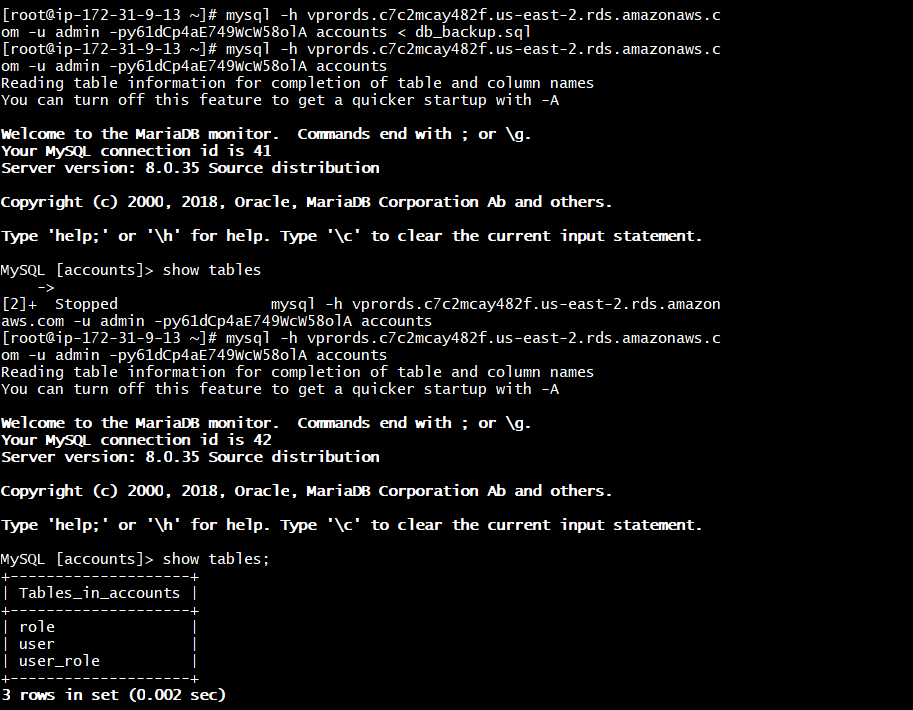 [root@ip-172-31-9-13 ~]# mysql -h vprords.c7c2mcay482f.us-east-2.rds.amazonaws.c
om -u admin -py61dCp4aE749WcW58olA accounts < db_backup.sql
[root@ip-172-31-9-13 ~]# mysql -h vprords.c7c2mcay482f.us-east-2.rds.amazonaws.c
om -u admin -py61dCp4aE749WcW58olA accounts
Reading table information for completion of table and column names
You can turn off this feature to get a quicker startup with -A
Welcome to the MariaDB monitor.  Commands end with ; or \g.
Your MySQL connection id is 41
Server version: 8.0.35 Source distribution
Copyright (c) 2000, 2018, Oracle, MariaDB Corporation Ab and others.
Type 'help;' or '\h' for help. Type '\c' to clear the current input statement.
MySQL [accounts]> show tables
    ->
[2]+  Stopped                 mysql -h vprords.c7c2mcay482f.us-east-2.rds.amazon
aws.com -u admin -py61dCp4aE749WcW58olA accounts
[root@ip-172-31-9-13 ~]# mysql -h vprords.c7c2mcay482f.us-east-2.rds.amazonaws.c
om -u admin -py61dCp4aE749WcW58olA accounts
Reading table information for completion of table and column names
You can turn off this feature to get a quicker startup with -A
Welcome to the MariaDB monitor.  Commands end with ; or \g.
Your MySQL connection id is 42
Server version: 8.0.35 Source distribution
Copyright (c) 2000, 2018, Oracle, MariaDB Corporation Ab and others.
Type 'help;' or '\h' for help. Type '\c' to clear the current input statement.
MySQL [accounts]> show tables;
+--------------------+
| Tables_in_accounts |
+--------------------+
| role               |
| user               |
| user_role          |
+--------------------+
3 rows in set (0.002 sec)